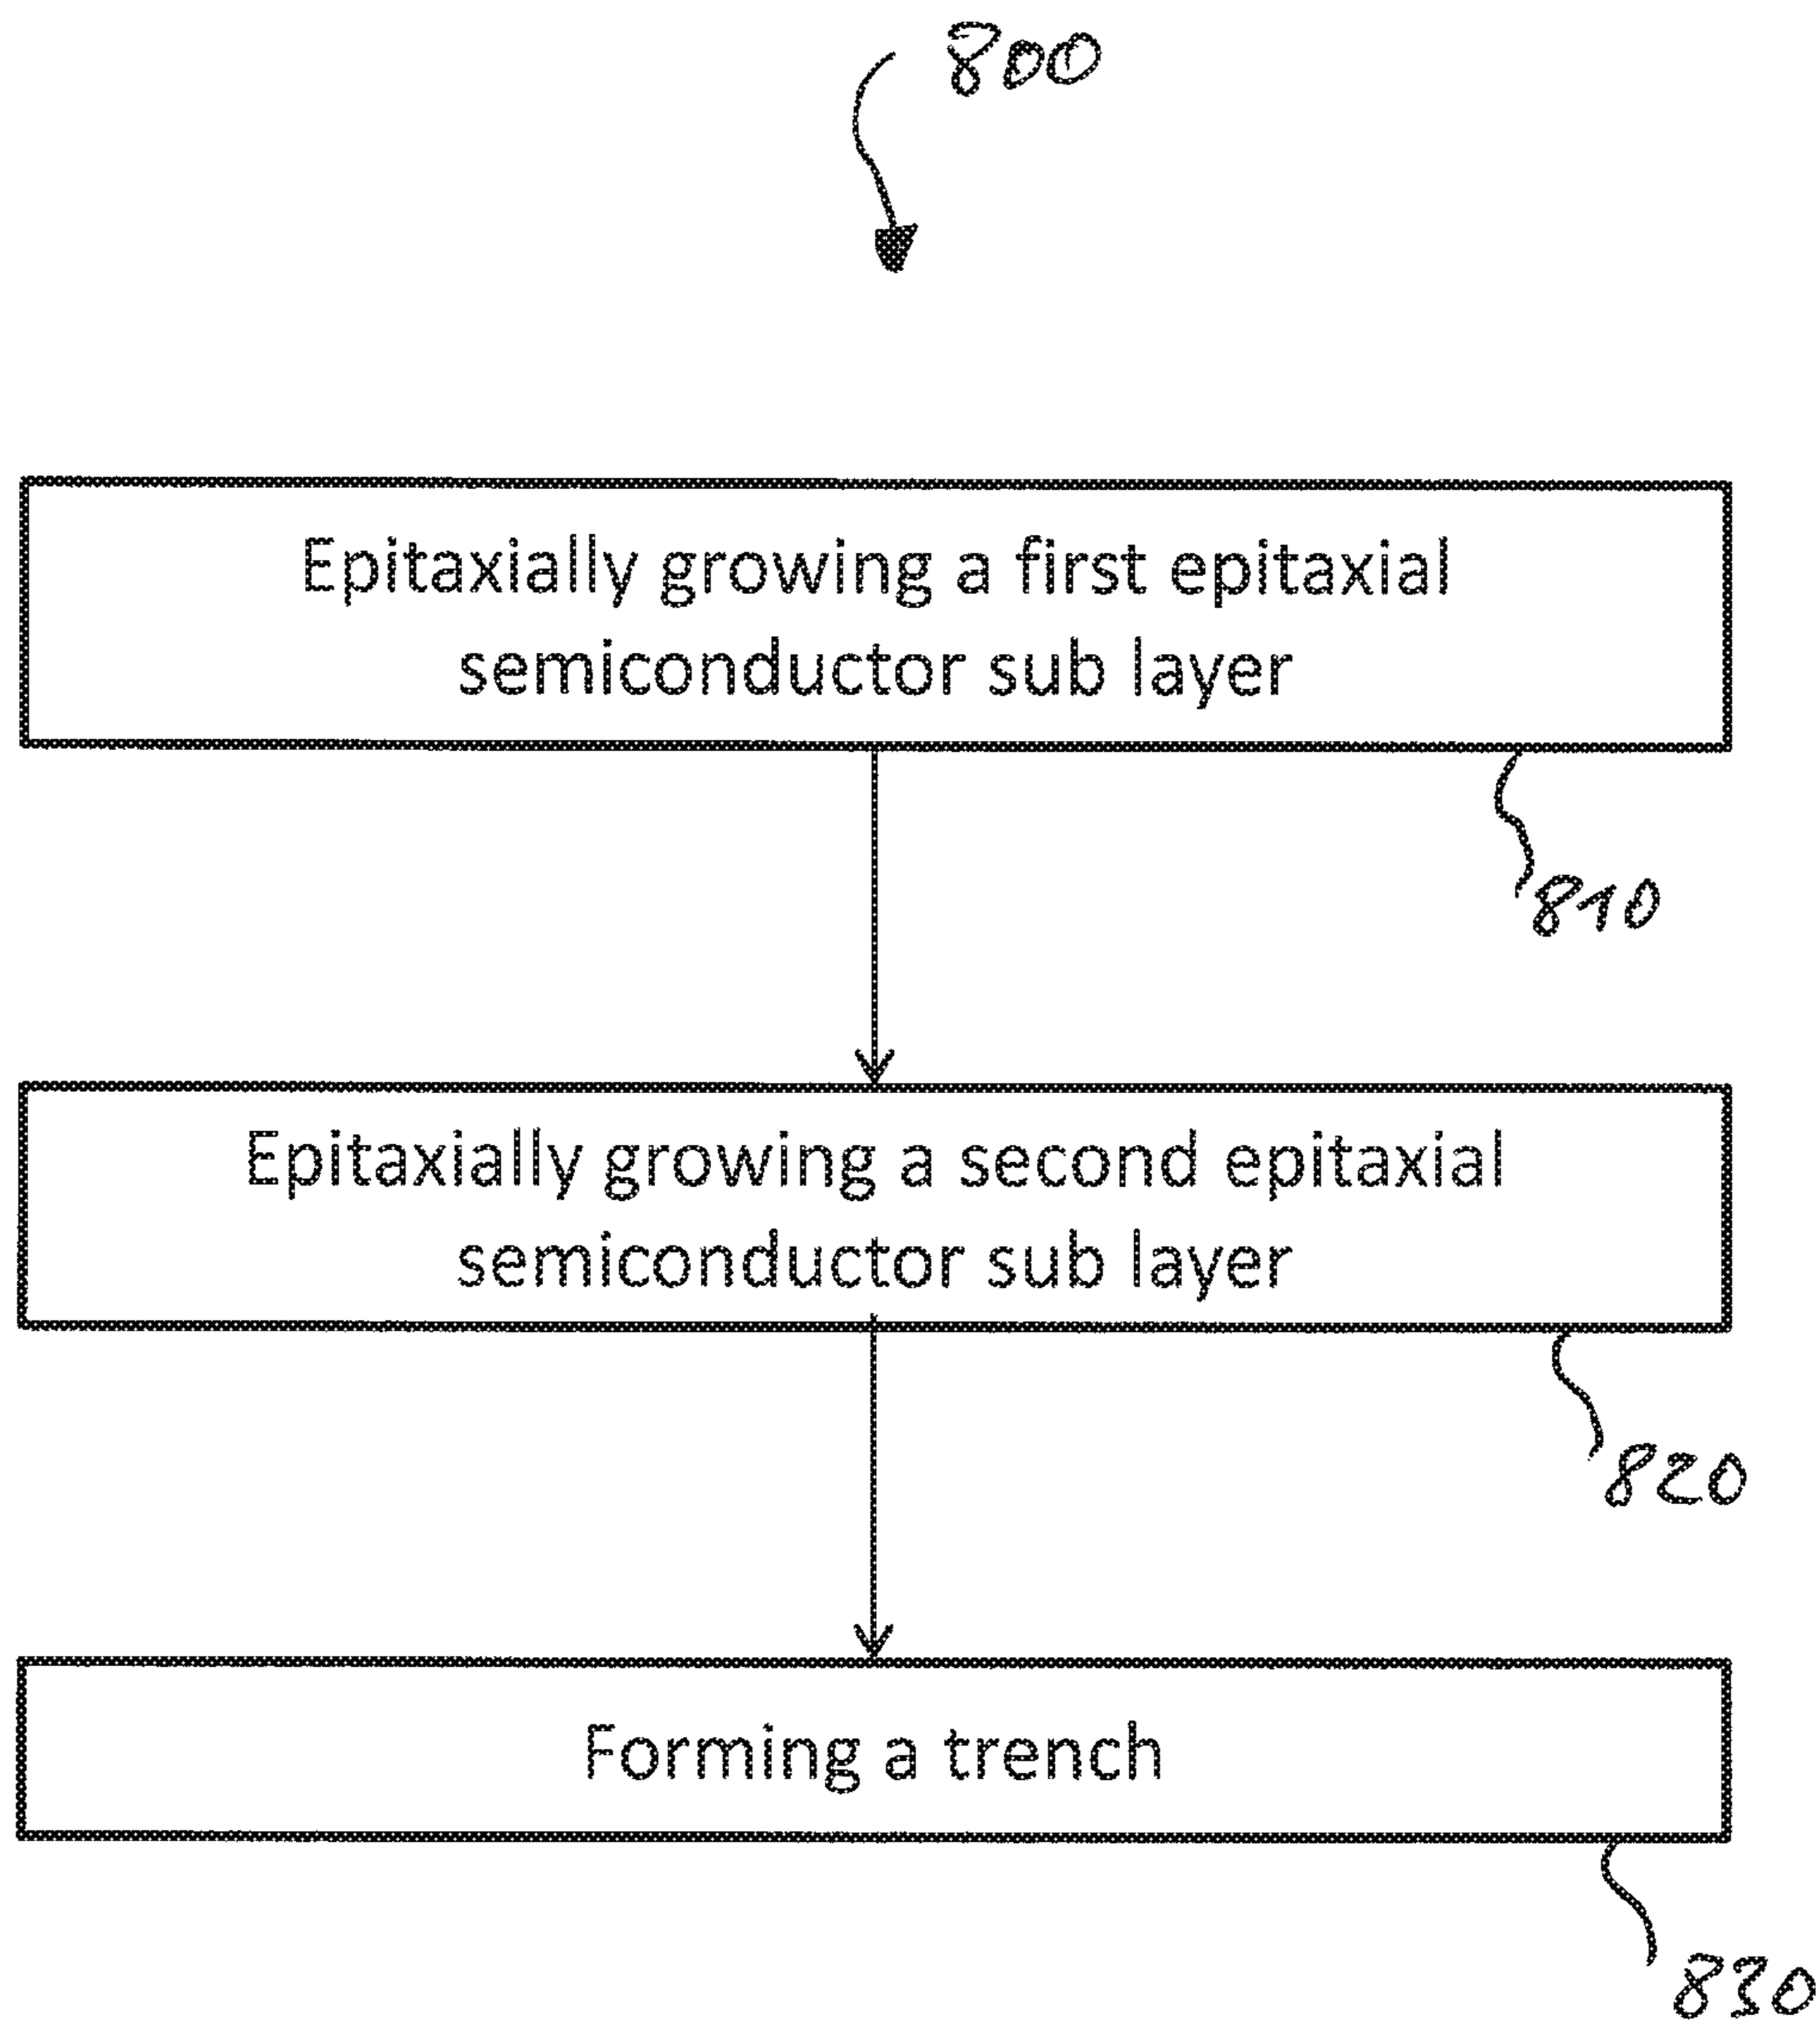 800
Epitaxially growing a first epitaxial
semiconductor sub layer
810
Epitaxially growing a second epitaxial
semiconductor sub layer
820
Forming a trench
830